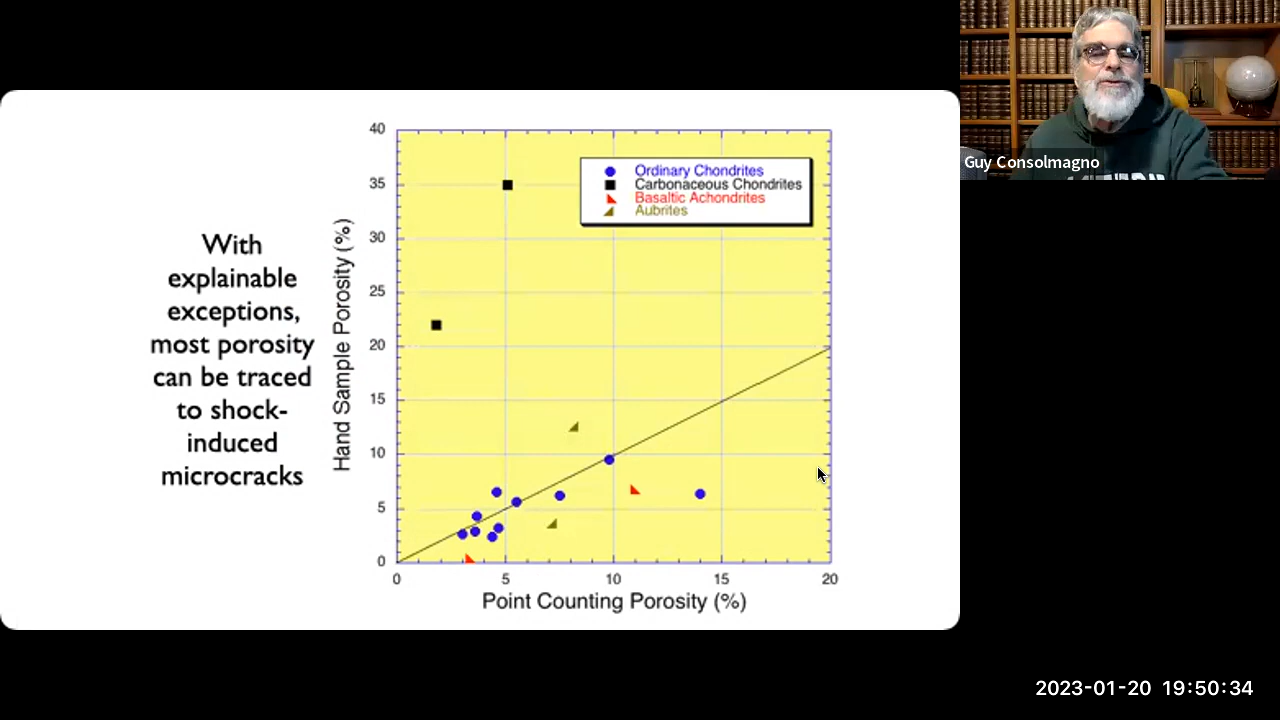 With
explainable
exceptions,
most porosity
can be traced
to shock-
induced
microcracks
Hand Sample Porosity (%)
40
35
30
25
20
15
10
5
0
Ordinary Chondrites
Carbonaceous Chondrites
Basaltic Achondrites
Aubrites
0 5 10 15 20
Point Counting Porosity (%)
Guy Consolmagno
2023-01-20 19:50:34